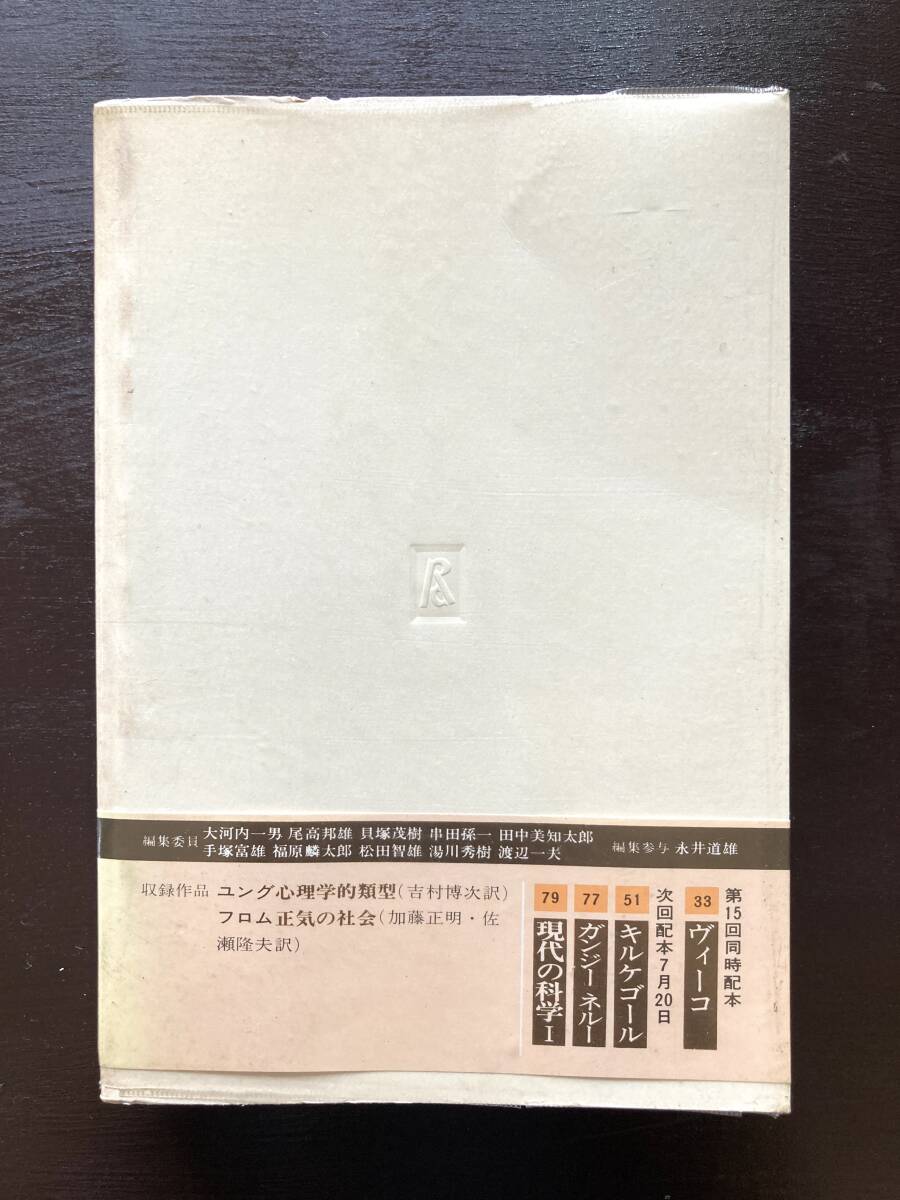 編集委員 大河内一男 尾高邦雄 貝塚茂樹 串田孫一 田中美知太郎
手塚富雄 福原麟太郎 松田智雄 湯川秀樹 渡辺一夫
編集参与 永井道雄
収録作品 ユング心理学的類型(吉村博次訳)
フロム正気の社会(加藤正明・佐
瀬隆夫訳)
第15回同時配本
33 ヴィーコ
次回配本7月20日
51 キルケゴール
77 ガンジー ネルー
79 現代の科学I